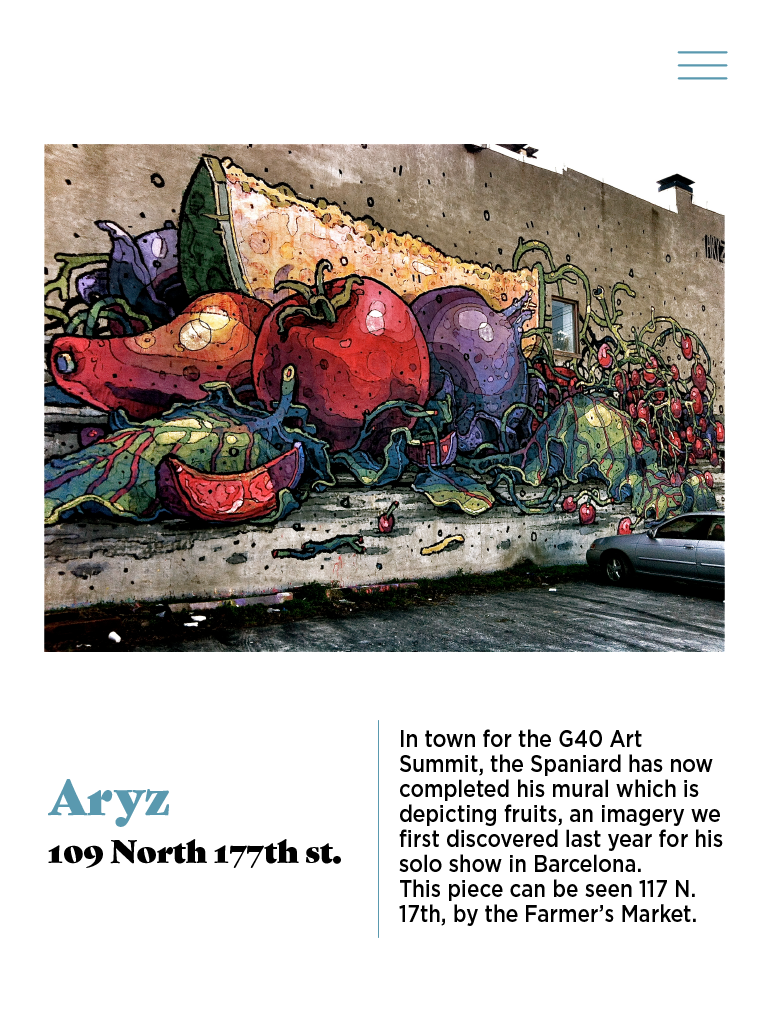 ARYZ
Aryz
109 North 177th st.
In town for the G40 Art
Summit, the Spaniard has now
completed his mural which is
depicting fruits, an imagery we
first discovered last year for his
solo show in Barcelona.
This piece can be seen 117 N.
17th, by the Farmer’s Market.